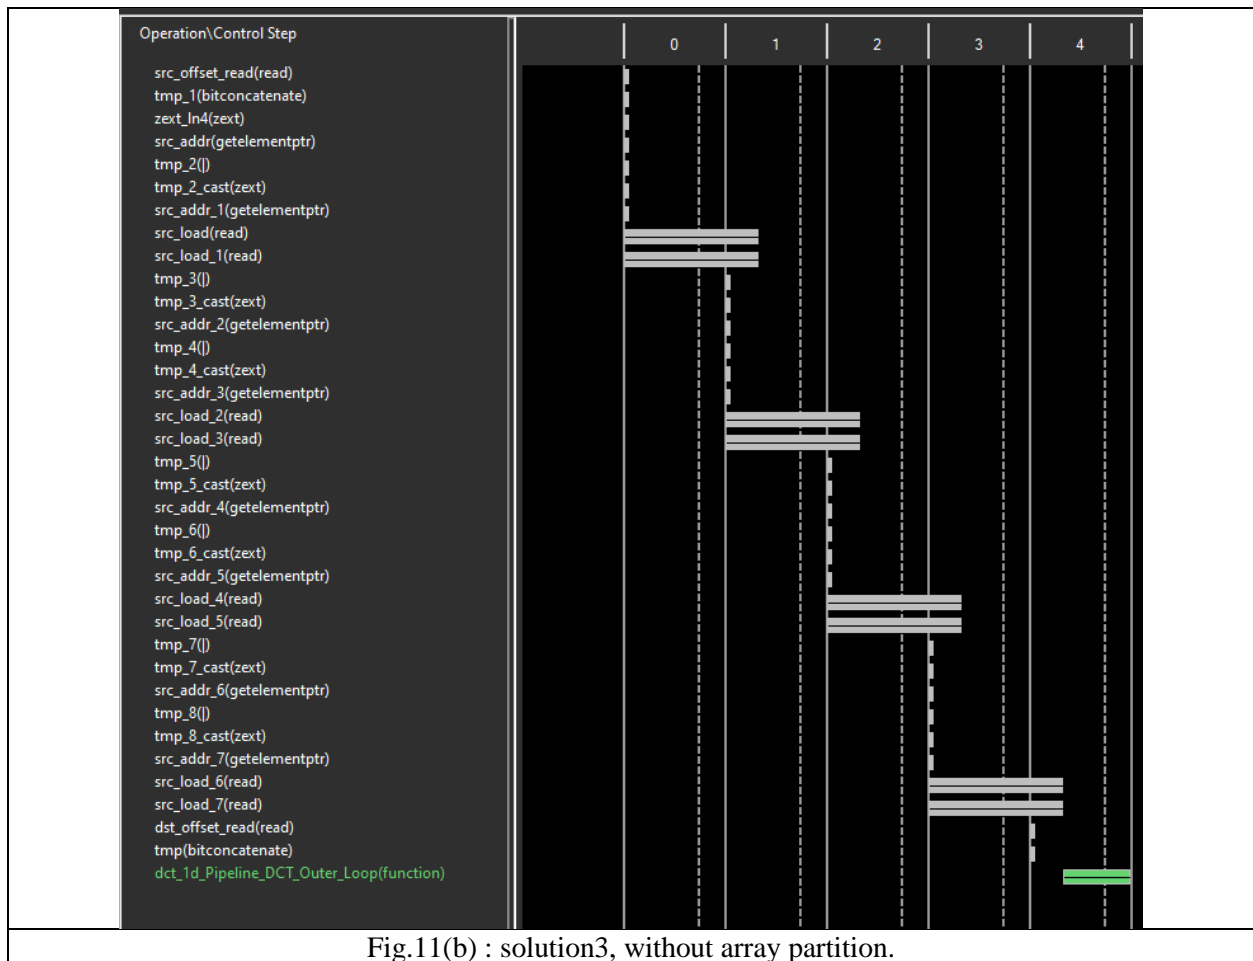 Operation\Control Step
0 1 2 3 4
src_offset_read(read)
tmp_1(bitconcatenate)
zext_ln4(zext)
src_addr(getelementptr)
tmp_2(|)
tmp_2_cast(zext)
src_addr_1(getelementptr)
src_load(read)
src_load_1(read)
tmp_3(|)
tmp_3_cast(zext)
src_addr_2(getelementptr)
tmp_4(|)
tmp_4_cast(zext)
src_addr_3(getelementptr)
src_load_2(read)
src_load_3(read)
tmp_5(|)
tmp_5_cast(zext)
src_addr_4(getelementptr)
tmp_6(|)
tmp_6_cast(zext)
src_addr_5(getelementptr)
src_load_4(read)
src_load_5(read)
tmp_7(|)
tmp_7_cast(zext)
src_addr_6(getelementptr)
tmp_8(|)
tmp_8_cast(zext)
src_addr_7(getelementptr)
src_load_6(read)
src_load_7(read)
dst_offset_read(read)
tmp(bitconcatenate)
dct_1d_Pipeline_DCT_Outer_Loop(function)
Fig.11(b) : solution3, without array partition.